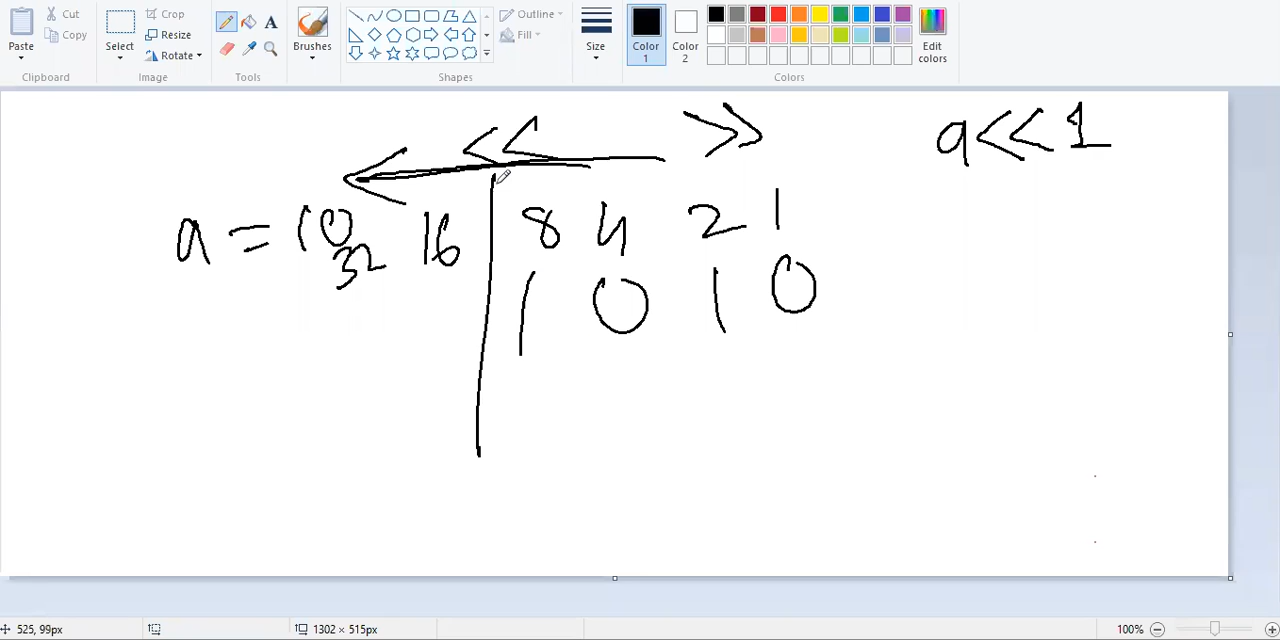 Cut
Copy
Paste
Clipboard
Select
Crop
Resize
Rotate
Image
A
Tools
Brushes
Shapes
Outline
Fill
Size
Color 1
Color 2
Edit colors
Colors
<< >> a<<1
a = 10 32 16 8 4 2 1
1 0 1 0
525, 99px
1302 × 515px
100%